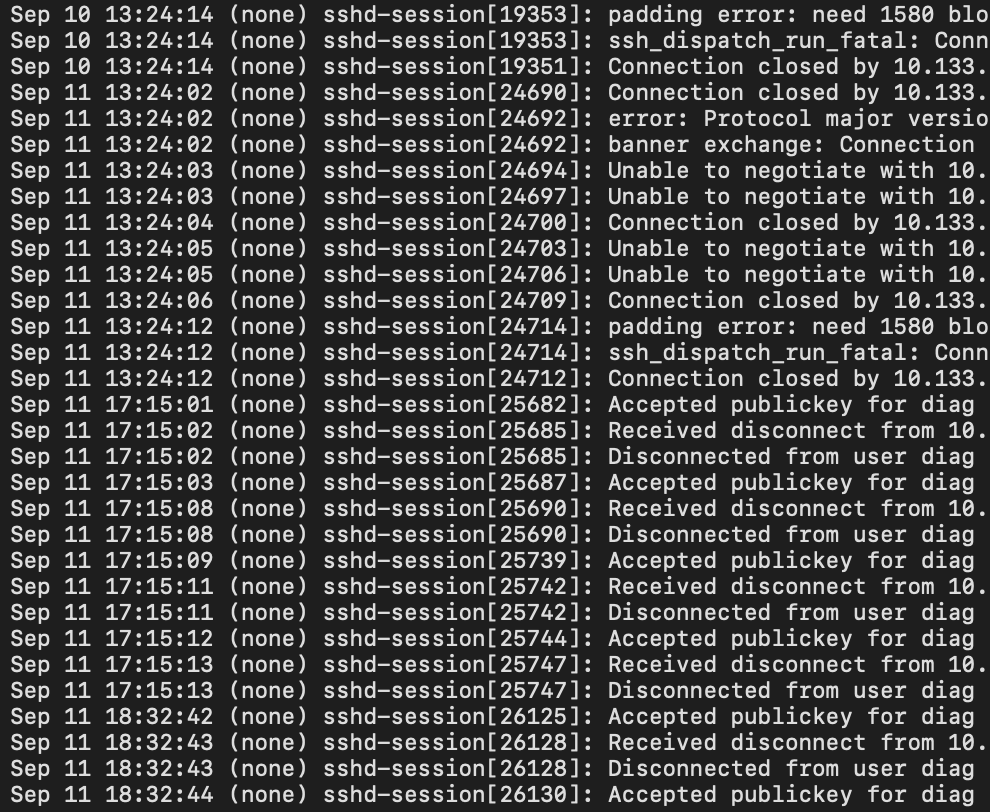 Sep 10 13:24:14 (none) sshd-session[19353]: padding error: need 1580 blo
Sep 10 13:24:14 (none) sshd-session[19353]: ssh_dispatch_run_fatal: Conn
Sep 10 13:24:14 (none) sshd-session[19351]: Connection closed by 10.133.
Sep 11 13:24:02 (none) sshd-session[24690]: Connection closed by 10.133.
Sep 11 13:24:02 (none) sshd-session[24692]: error: Protocol major versio
Sep 11 13:24:02 (none) sshd-session[24692]: banner exchange: Connection
Sep 11 13:24:03 (none) sshd-session[24694]: Unable to negotiate with 10.
Sep 11 13:24:03 (none) sshd-session[24697]: Unable to negotiate with 10.
Sep 11 13:24:04 (none) sshd-session[24700]: Connection closed by 10.133.
Sep 11 13:24:05 (none) sshd-session[24703]: Unable to negotiate with 10.
Sep 11 13:24:05 (none) sshd-session[24706]: Unable to negotiate with 10.
Sep 11 13:24:06 (none) sshd-session[24709]: Connection closed by 10.133.
Sep 11 13:24:12 (none) sshd-session[24714]: padding error: need 1580 blo
Sep 11 13:24:12 (none) sshd-session[24714]: ssh_dispatch_run_fatal: Conn
Sep 11 13:24:12 (none) sshd-session[24712]: Connection closed by 10.133.
Sep 11 17:15:01 (none) sshd-session[25682]: Accepted publickey for diag
Sep 11 17:15:02 (none) sshd-session[25685]: Received disconnect from 10.
Sep 11 17:15:02 (none) sshd-session[25685]: Disconnected from user diag
Sep 11 17:15:03 (none) sshd-session[25687]: Accepted publickey for diag
Sep 11 17:15:08 (none) sshd-session[25690]: Received disconnect from 10.
Sep 11 17:15:08 (none) sshd-session[25690]: Disconnected from user diag
Sep 11 17:15:09 (none) sshd-session[25739]: Accepted publickey for diag
Sep 11 17:15:11 (none) sshd-session[25742]: Received disconnect from 10.
Sep 11 17:15:11 (none) sshd-session[25742]: Disconnected from user diag
Sep 11 17:15:12 (none) sshd-session[25744]: Accepted publickey for diag
Sep 11 17:15:13 (none) sshd-session[25747]: Received disconnect from 10.
Sep 11 17:15:13 (none) sshd-session[25747]: Disconnected from user diag
Sep 11 18:32:42 (none) sshd-session[26125]: Accepted publickey for diag
Sep 11 18:32:43 (none) sshd-session[26128]: Received disconnect from 10.
Sep 11 18:32:43 (none) sshd-session[26128]: Disconnected from user diag
Sep 11 18:32:44 (none) sshd-session[26130]: Accepted publickey for diag